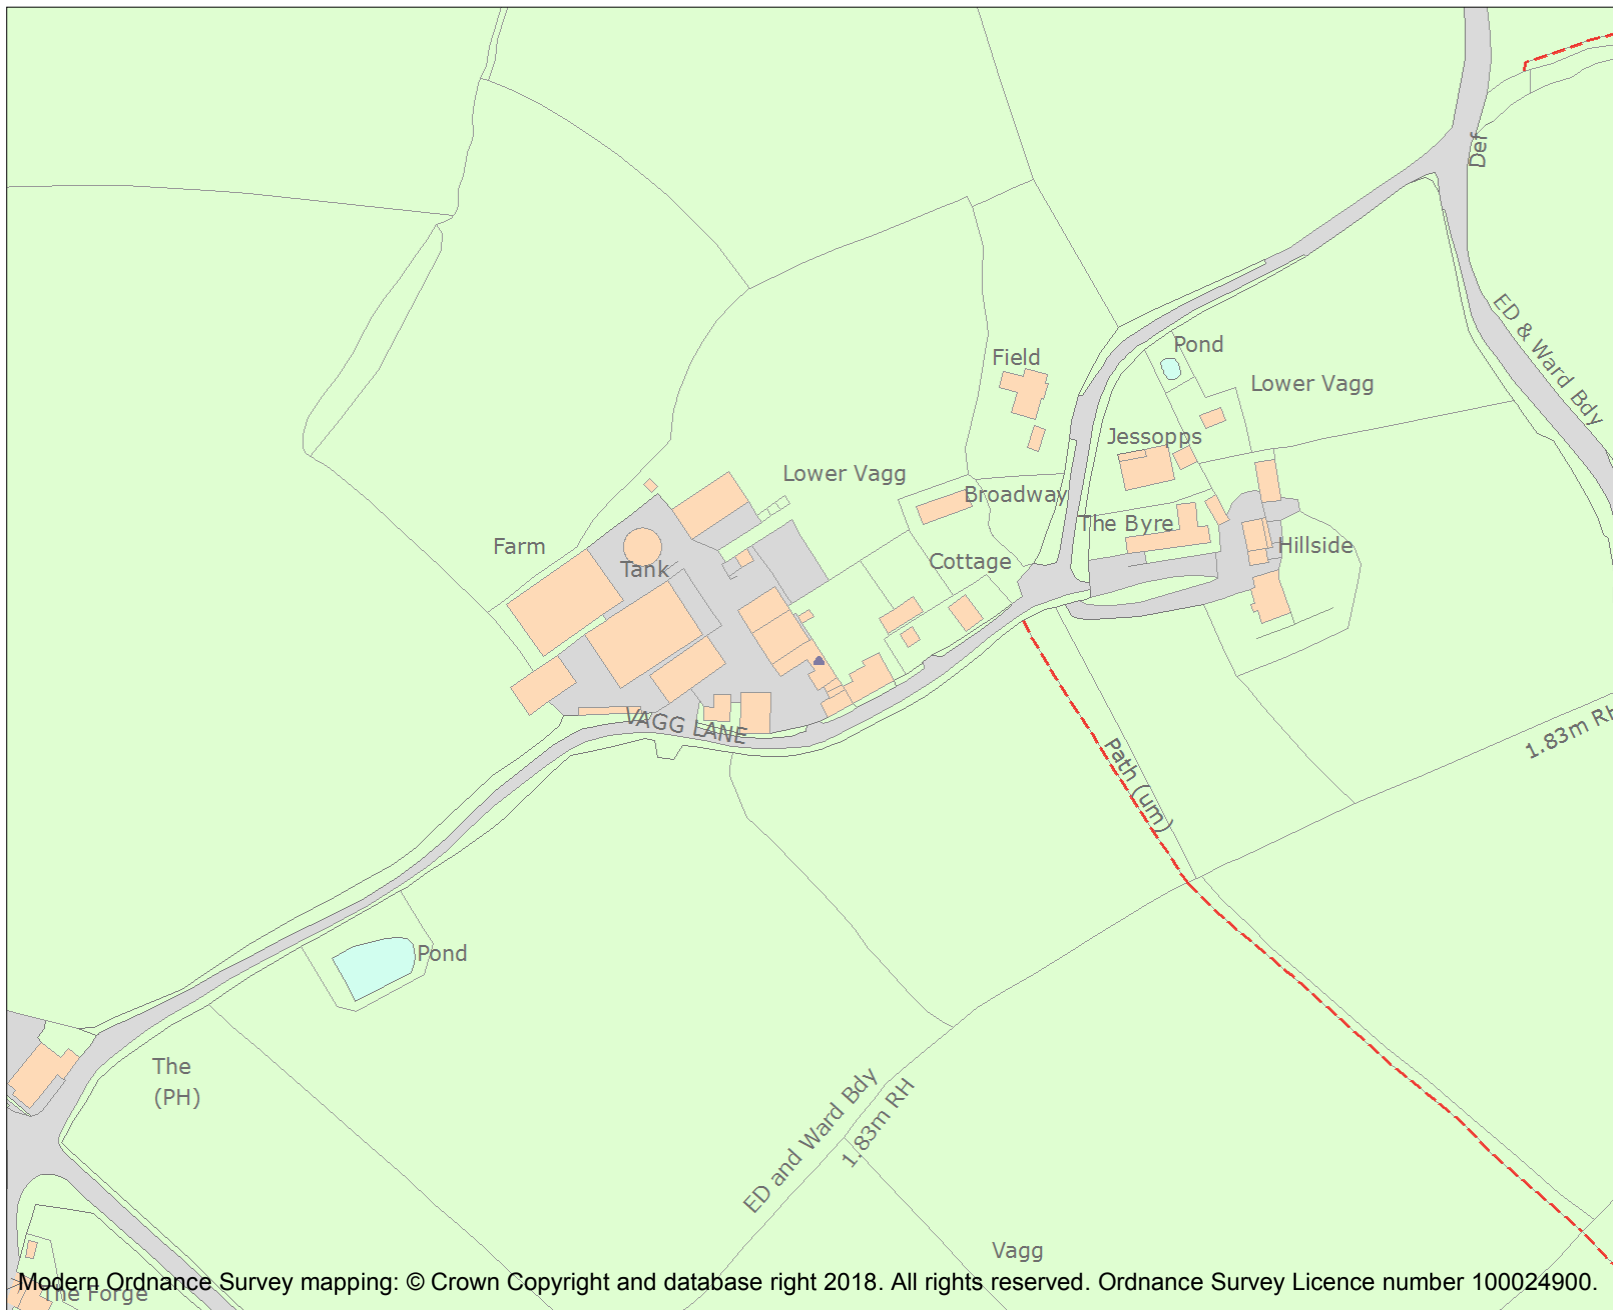 Def
ED & Ward Bdy
Field
Pond
Lower Vagg
Jessopps
Lower Vagg
Broadway
The Byre
Farm
Hillside
Tank
Cottage
VAGG LANE
1.83m RH
Path (um)
Pond
The
(PH)
ED and Ward Bdy
1.83m RH
Vagg
The Forge
Modern Ordnance Survey mapping: © Crown Copyright and database right 2018. All rights reserved. Ordnance Survey Licence number 100024900.